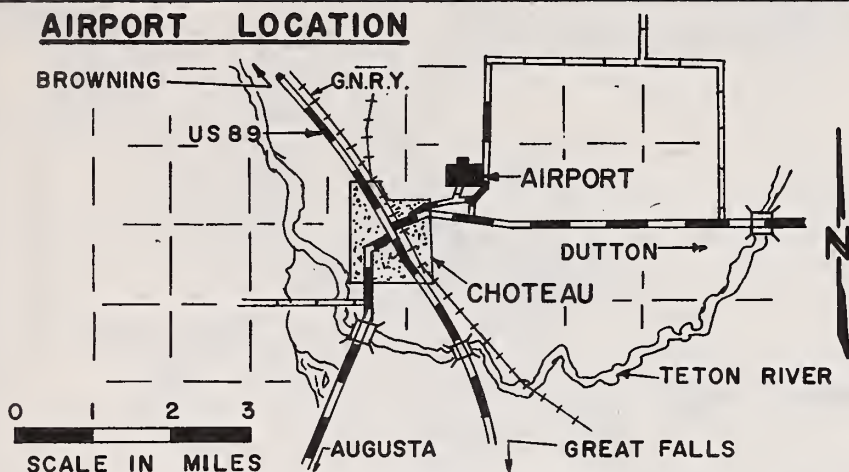 AIRPORT LOCATION
BROWNING
G.N.R.Y.
US 89
AIRPORT
DUTTON
N
CHOTEAU
TETON RIVER
0 1 2 3
SCALE IN MILES
AUGUSTA
GREAT FALLS